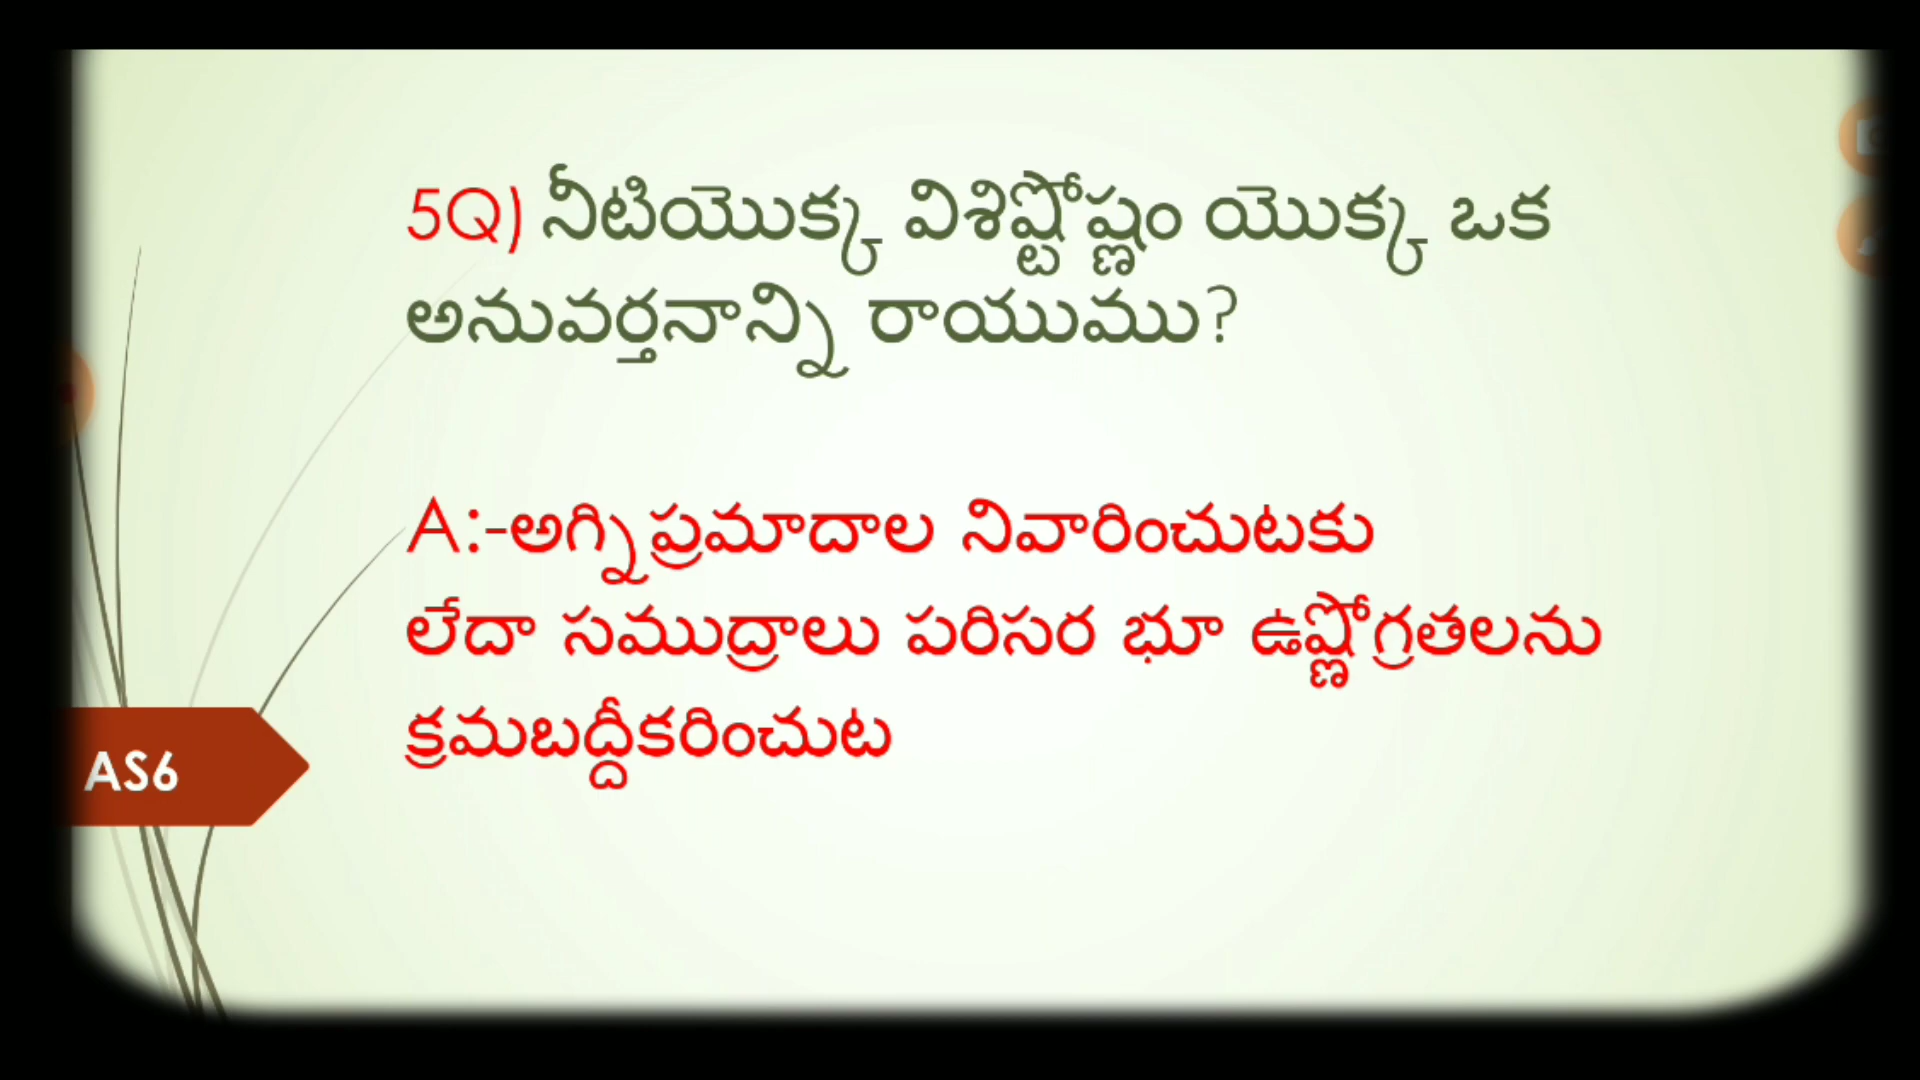 5Q) నీటియొక్క విశిష్టోష్ణం యొక్క ఒక
అనువర్తనాన్ని రాయుము?
A:-అగ్నిప్రమాదాల నివారించుటకు
లేదా సముద్రాలు పరిసర భూ ఉష్ణోగ్రతలను
క్రమబద్దీకరించుట
AS6